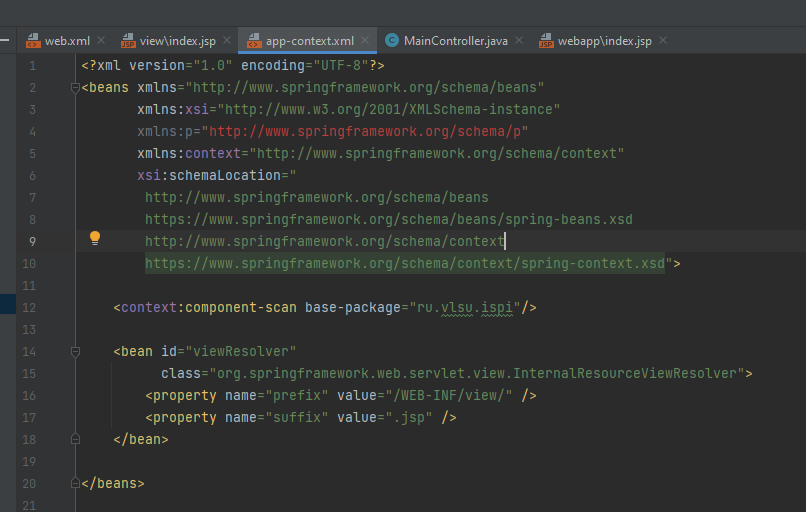 web.xml view\index.jsp app-context.xml MainController.java webapp\index.jsp
1 <?xml version="1.0" encoding="UTF-8"?>
2 <beans xmlns="http://www.springframework.org/schema/beans"
3 xmlns:xsi="http://www.w3.org/2001/XMLSchema-instance"
4 xmlns:p="http://www.springframework.org/schema/p"
5 xmlns:context="http://www.springframework.org/schema/context"
6 xsi:schemaLocation="
7 http://www.springframework.org/schema/beans
8 https://www.springframework.org/schema/beans/spring-beans.xsd
9 http://www.springframework.org/schema/context
10 https://www.springframework.org/schema/context/spring-context.xsd">
11
12 <context:component-scan base-package="ru.vlsu.ispi"/>
13
14 <bean id="viewResolver"
15 class="org.springframework.web.servlet.view.InternalResourceViewResolver">
16 <property name="prefix" value="/WEB-INF/view/" />
17 <property name="suffix" value=".jsp" />
18 </bean>
19
20 </beans>
21